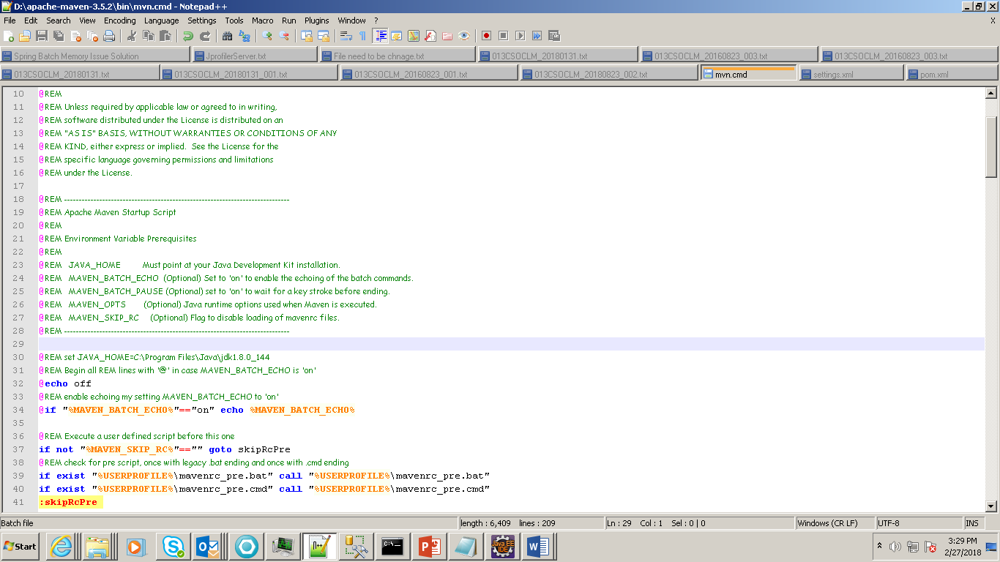 D:\apache-maven-3.5.2\bin\mvn.cmd - Notepad++
File Edit Search View Encoding Language Settings Tools Macro Run Plugins Window ? X
Spring Batch Memory Issue Solution JprofilerServer.txt File need to be chnage.txt 013CSOCLM_20180131.txt 013CSOCLM_20160823_003.txt 013CSOCLM_20160823_003.txt
013CSOCLM_20180131.txt 013CSOCLM_20180131_001.txt 013CSOCLM_20160823_001.txt 013CSOCLM_20180823_002.txt mvn.cmd settings.xml pom.xml
10 @REM
11 @REM Unless required by applicable law or agreed to in writing,
12 @REM software distributed under the License is distributed on an
13 @REM "AS IS" BASIS, WITHOUT WARRANTIES OR CONDITIONS OF ANY
14 @REM KIND, either express or implied.  See the License for the
15 @REM specific language governing permissions and limitations
16 @REM under the License.
17
18 @REM -----------------------------------------------------------------------------
19 @REM Apache Maven Startup Script
20 @REM
21 @REM Environment Variable Prerequisites
22 @REM
23 @REM   JAVA_HOME          Must point at your Java Development Kit installation.
24 @REM   MAVEN_BATCH_ECHO  (Optional) Set to 'on' to enable the echoing of the batch commands.
25 @REM   MAVEN_BATCH_PAUSE (Optional) set to 'on' to wait for a key stroke before ending.
26 @REM   MAVEN_OPTS        (Optional) Java runtime options used when Maven is executed.
27 @REM   MAVEN_SKIP_RC     (Optional) Flag to disable loading of mavenrc files.
28 @REM -----------------------------------------------------------------------------
29
30 @REM set JAVA_HOME=C:\Program Files\Java\jdk1.8.0_144
31 @REM Begin all REM lines with '@' in case MAVEN_BATCH_ECHO is 'on'
32 @echo off
33 @REM enable echoing my setting MAVEN_BATCH_ECHO to 'on'
34 @if "%MAVEN_BATCH_ECHO%"=="on" echo %MAVEN_BATCH_ECHO%
35
36 @REM Execute a user defined script before this one
37 if not "%MAVEN_SKIP_RC%"=="" goto skipRcPre
38 @REM check for pre script, once with legacy .bat ending and once with .cmd ending
39 if exist "%USERPROFILE%\mavenrc_pre.bat" call "%USERPROFILE%\mavenrc_pre.bat"
40 if exist "%USERPROFILE%\mavenrc_pre.cmd" call "%USERPROFILE%\mavenrc_pre.cmd"
41 :skipRcPre
Batch file length : 6,409 lines : 209 Ln : 29 Col : 1 Sel : 0 | 0 Windows (CR LF) UTF-8 INS
Start 3:29 PM
2/27/2018